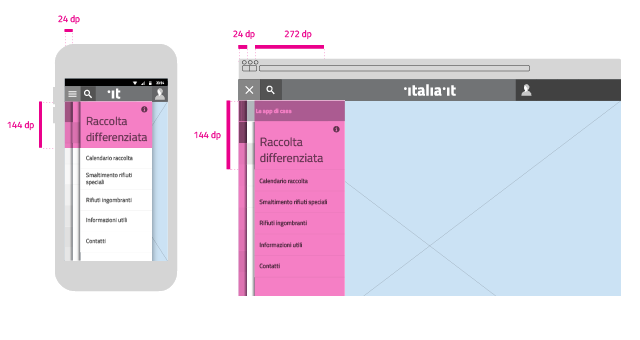 24 dp
144 dp
·it
Raccolta
differenziata
Calendario raccolta
Smaltimento rifiuti
speciali
Rifiuti ingombranti
Informazioni utili
Contatti
24 dp
272 dp
144 dp
·italia·it
Le app di casa
Raccolta
differenziata
Calendario raccolta
Smaltimento rifiuti speciali
Rifiuti ingombranti
Informazioni utili
Contatti